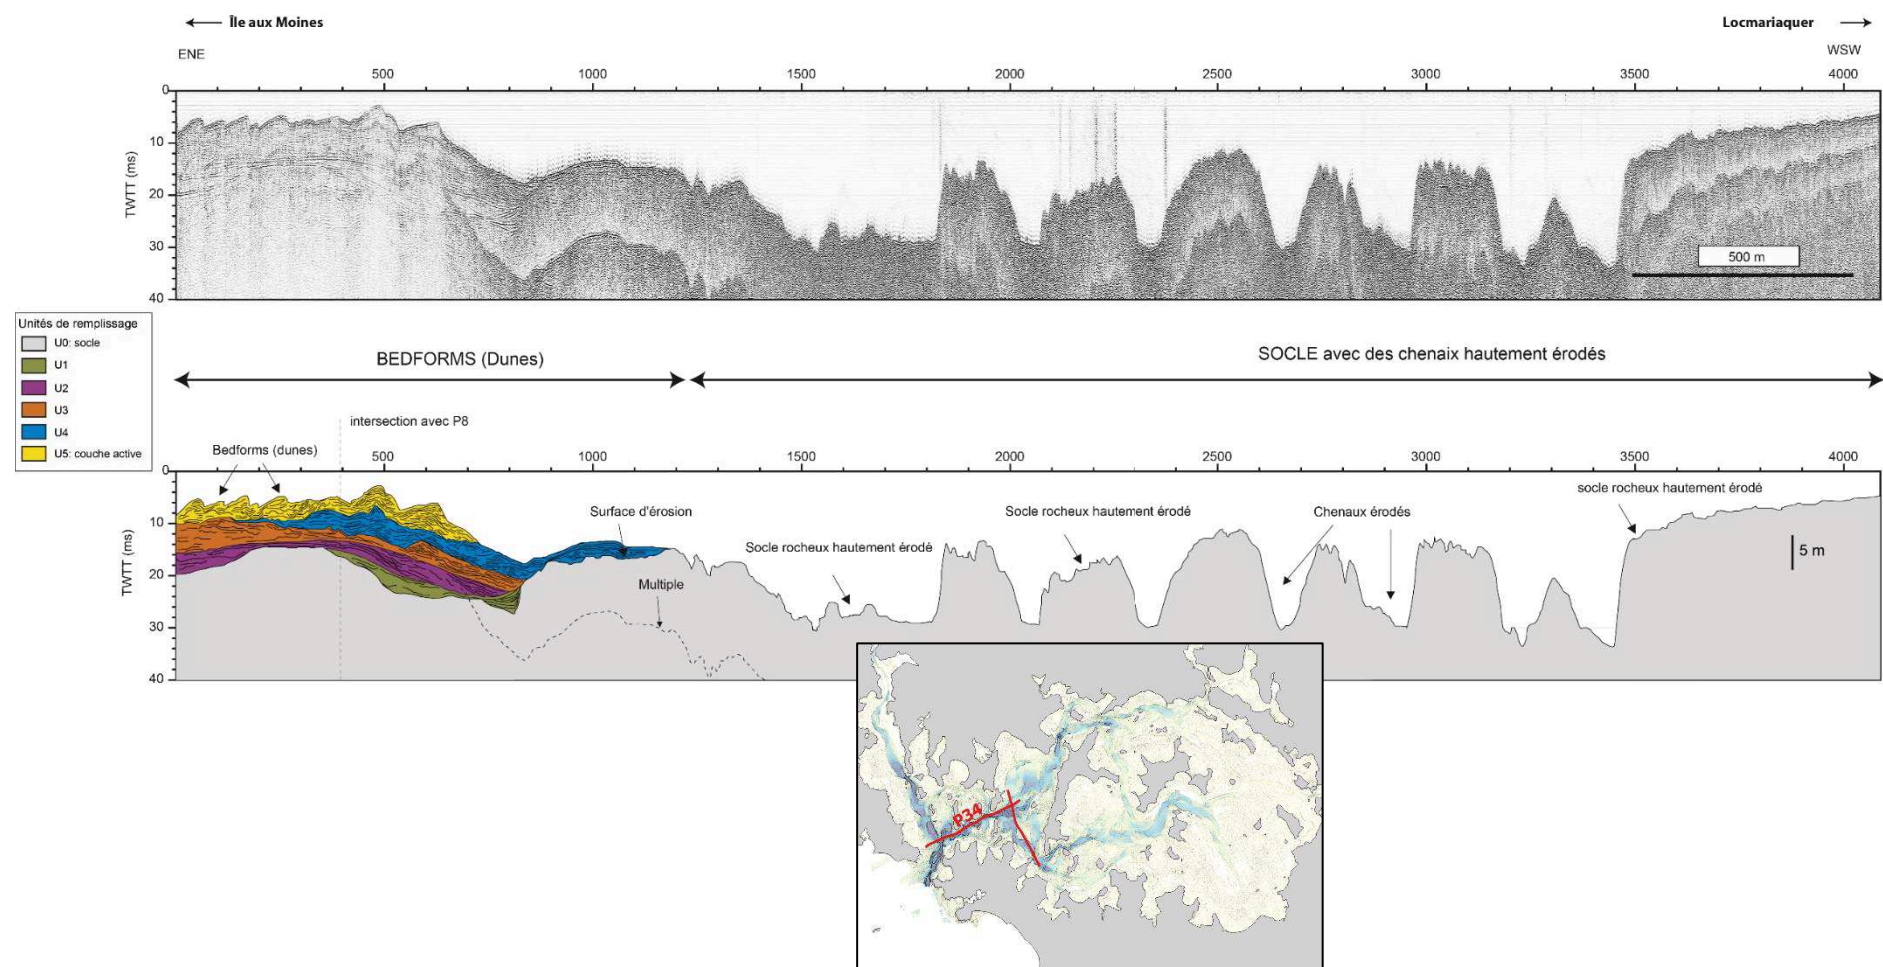 Île aux Moines
Locmariaquer
ENE
WSW
500 1000 1500 2000 2500 3000 3500 4000
0
10
20
30
40
TWTT (ms)
500 m
Unités de remplissage
U0: socle
U1
U2
U3
U4
U5: couche active
BEDFORMS (Dunes)
SOCLE avec des chenaix hautement érodés
intersection avec P8
Bedforms (dunes)
500 1000 1500 2000 2500 3000 3500 4000
0
10
20
30
40
TWTT (ms)
Surface d'érosion
Multiple
Socle rocheux hautement érodé
Socle rocheux hautement érodé
Chenaux érodés
socle rocheux hautement érodé
5 m
P34